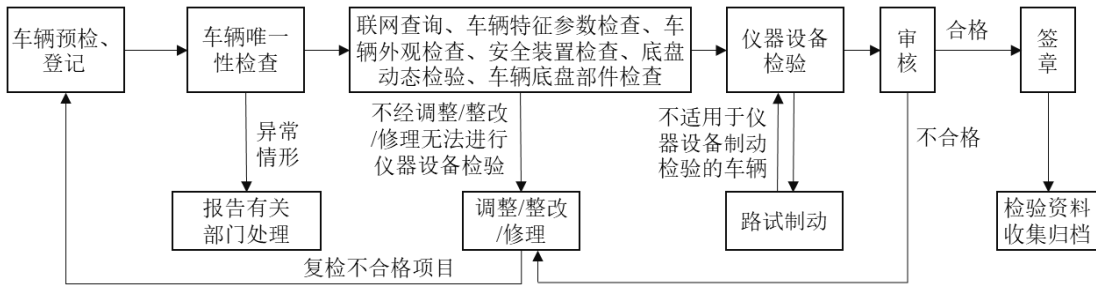 车辆预检、
登记
车辆唯一
性检查
联网查询、车辆特征参数检查、车
辆外观检查、安全装置检查、底盘
动态检验、车辆底盘部件检查
仪器设备
检验
审
核
合格
签
章
异常
情形
不经调整/整改
/修理无法进行
仪器设备检验
不适用于仪
器设备制动
检验的车辆
不合格
报告有关
部门处理
调整/整改
/修理
路试制动
检验资料
收集归档
复检不合格项目